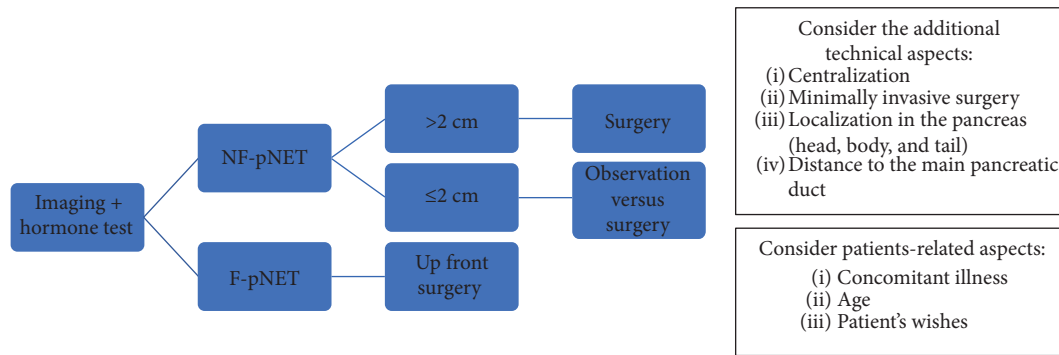 Imaging +
hormone test
NF-pNET
F-pNET
>2 cm
≤2 cm
Up front
surgery
Surgery
Observation
versus
surgery
Consider the additional
technical aspects:
(i) Centralization
(ii) Minimally invasive surgery
(iii) Localization in the pancreas
(head, body, and tail)
(iv) Distance to the main pancreatic
duct
Consider patients-related aspects:
(i) Concomitant illness
(ii) Age
(iii) Patient's wishes